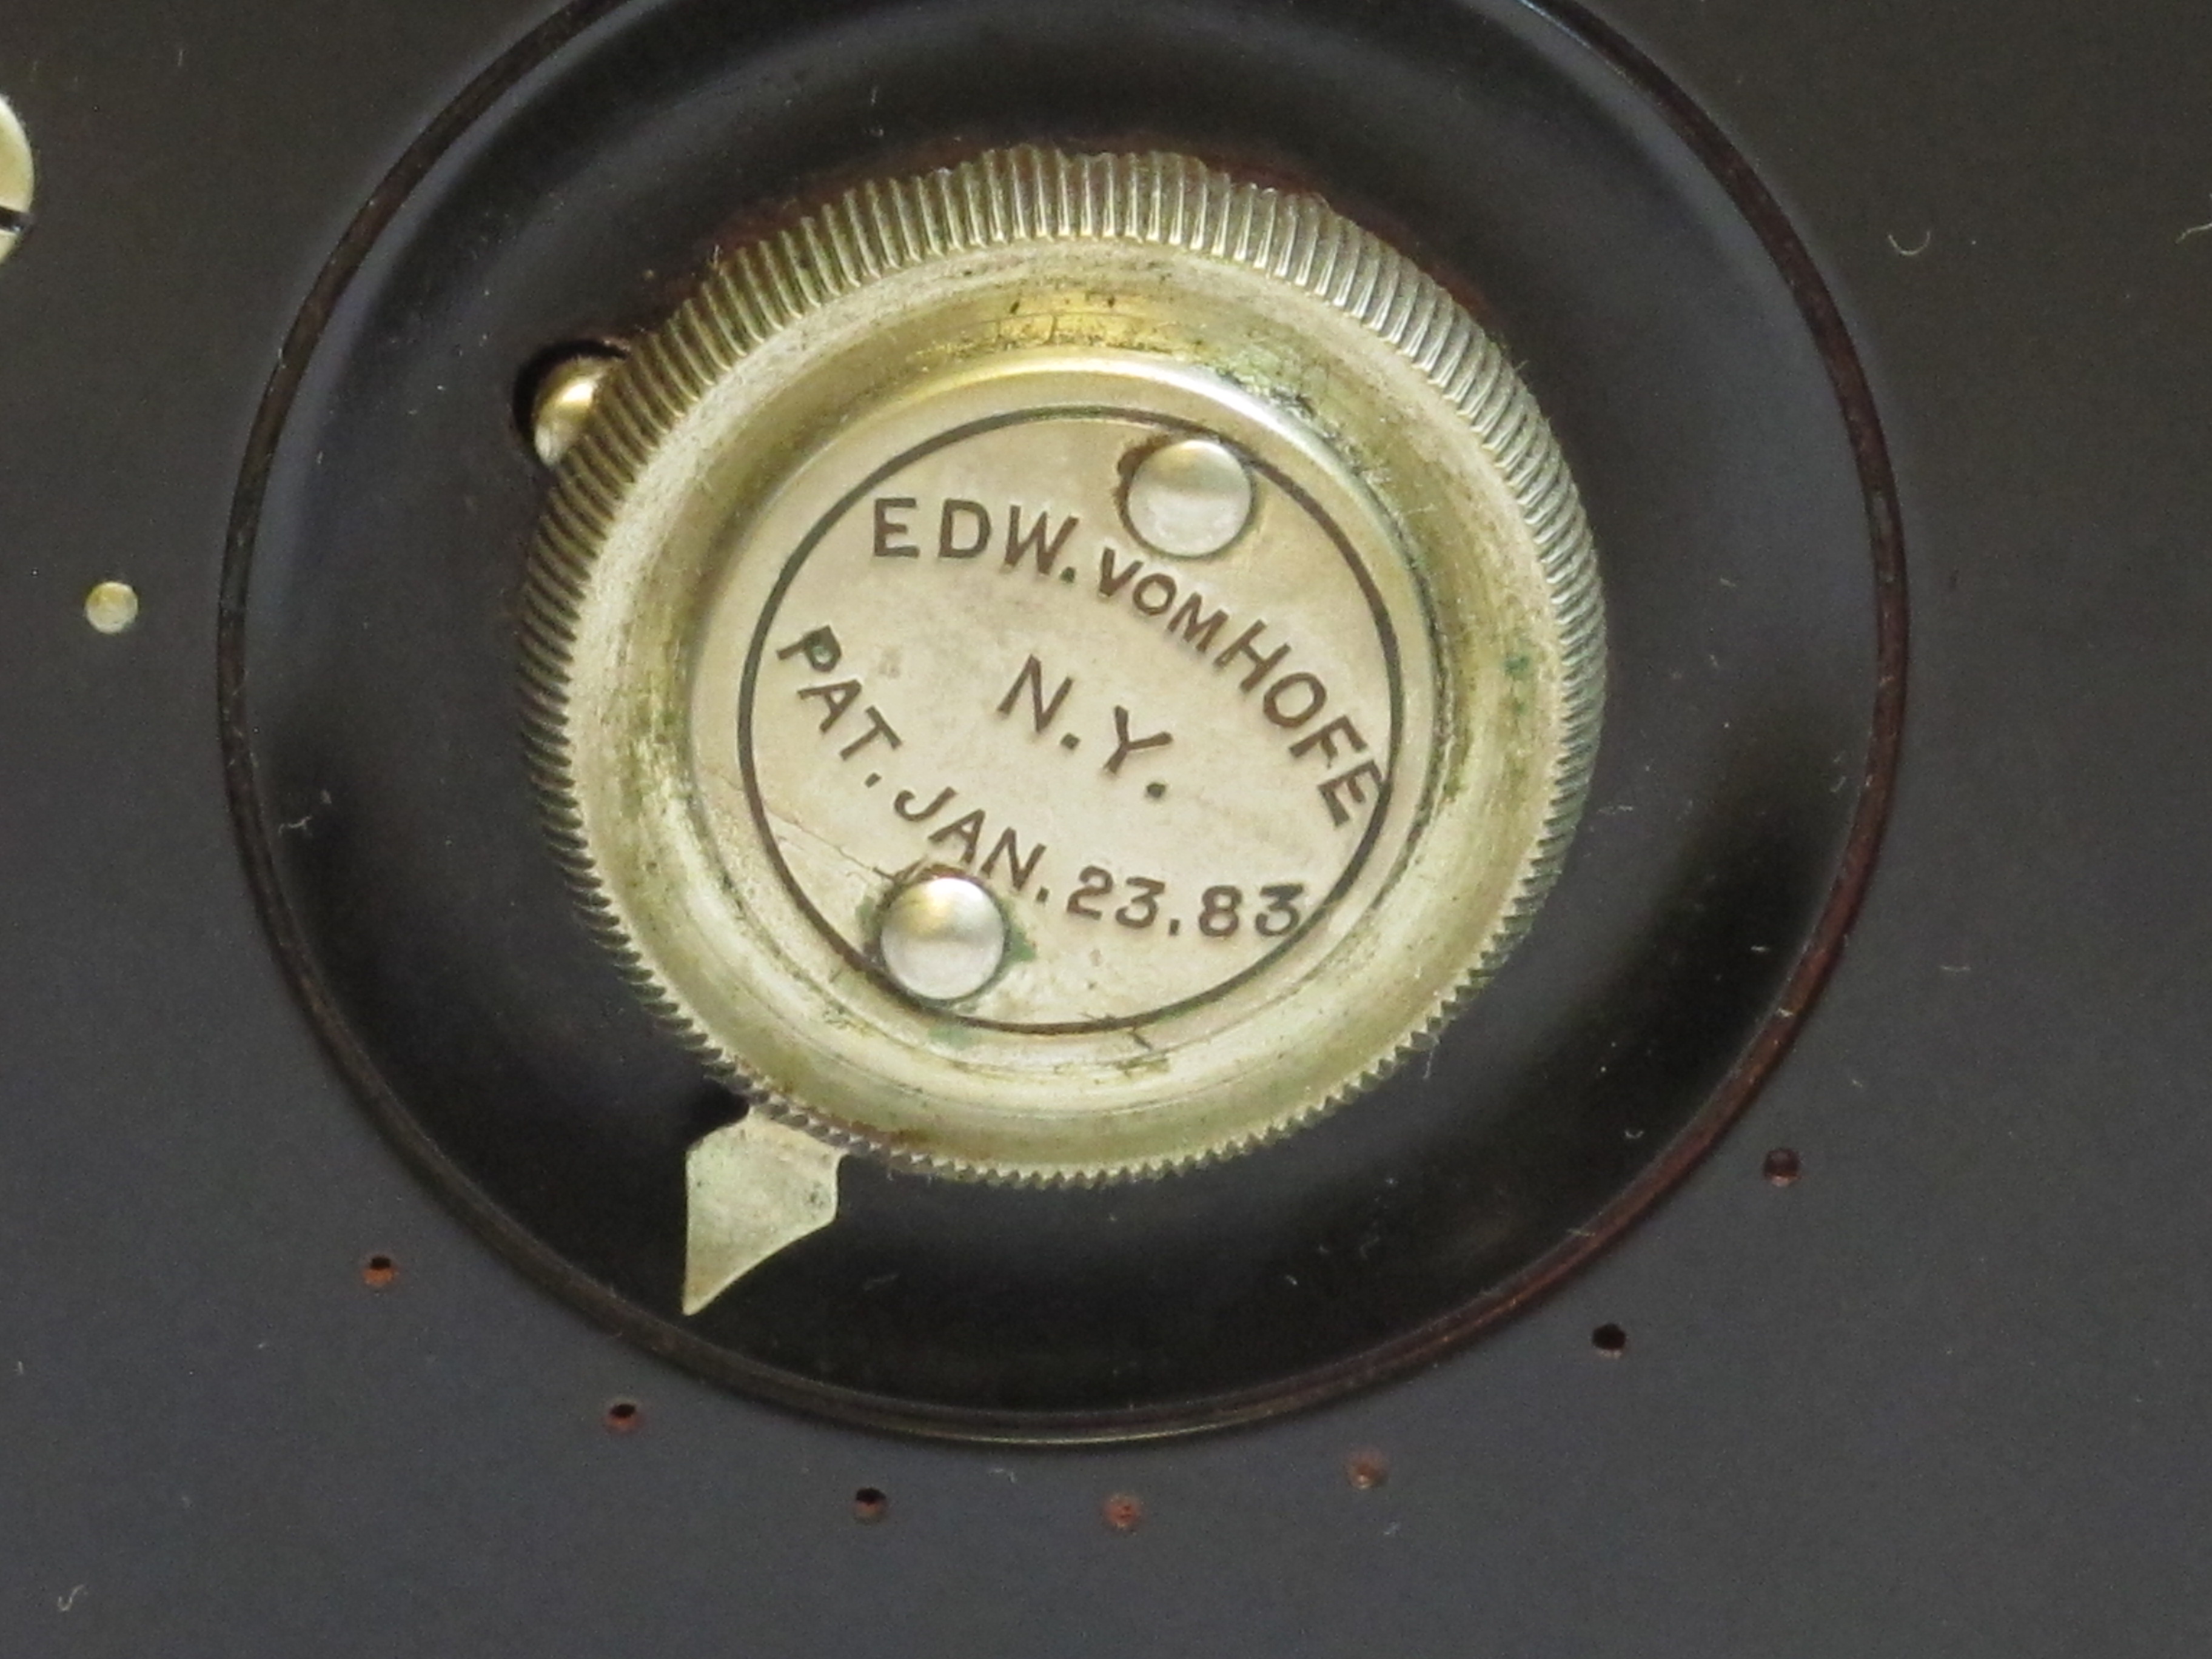 EDW. VOM HOFE
N.Y.
PAT. JAN. 23. 83